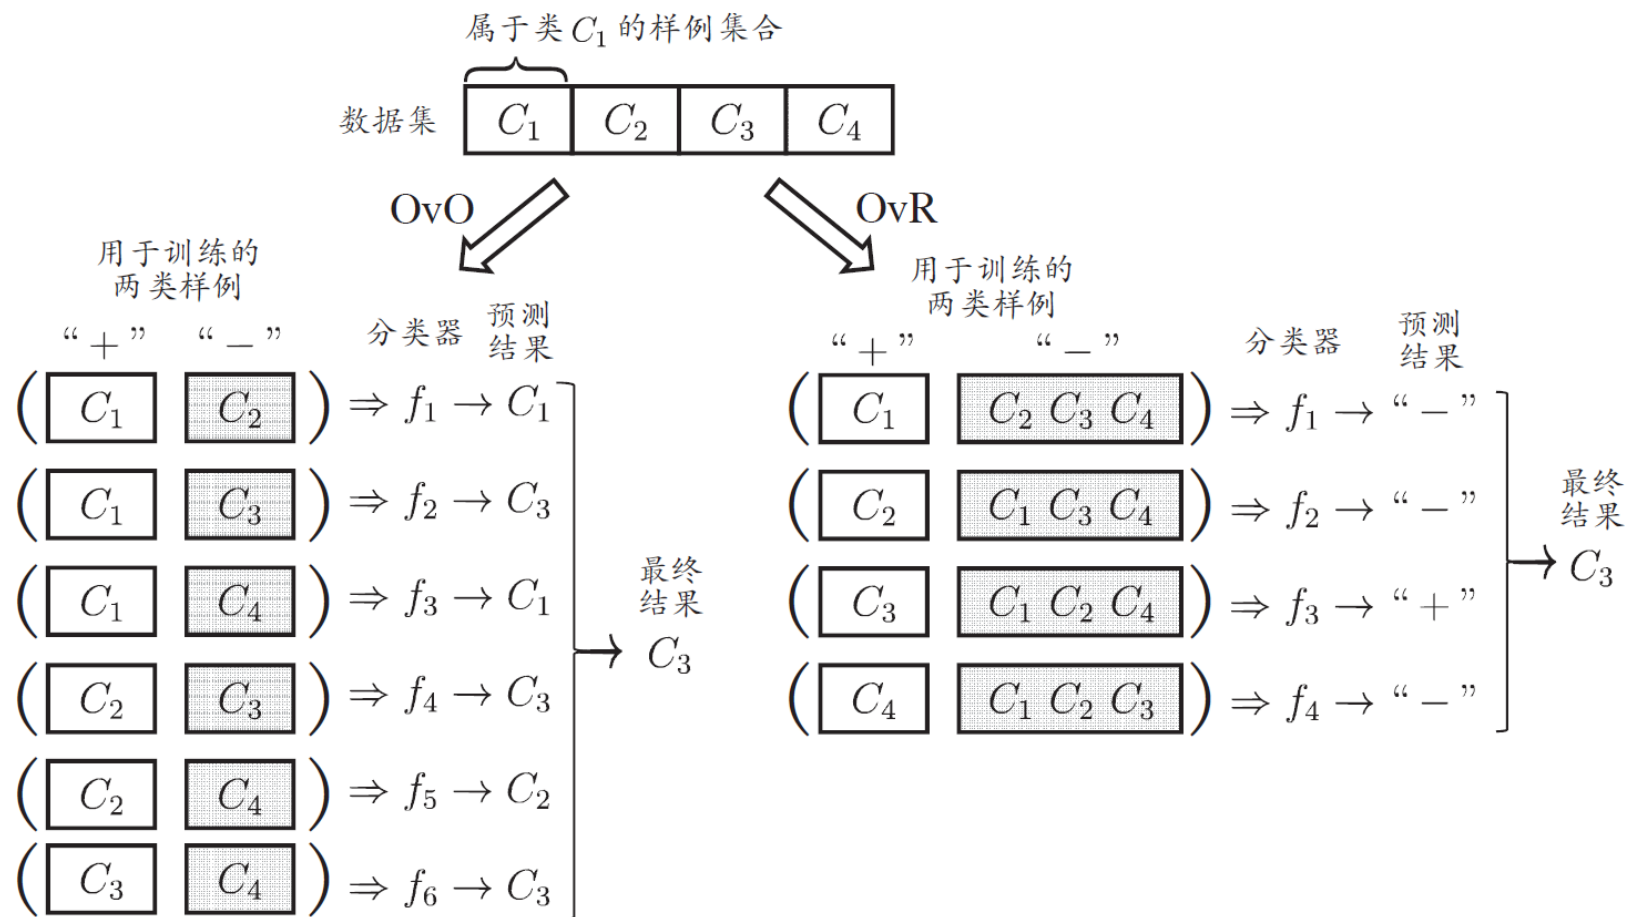 属于类 C₁ 的样例集合
数据集 C₁ C₂ C₃ C₄
OvO
用于训练的
两类样例
“+” “−” 分类器 预测
结果
( C₁ C₂ ) ⇒ f₁ → C₁
( C₁ C₃ ) ⇒ f₂ → C₃
( C₁ C₄ ) ⇒ f₃ → C₁
( C₂ C₃ ) ⇒ f₄ → C₃
( C₂ C₄ ) ⇒ f₅ → C₂
( C₃ C₄ ) ⇒ f₆ → C₃
最终
结果
→ C₃
OvR
用于训练的
两类样例
“+” “−” 分类器 预测
结果
( C₁ C₂ C₃ C₄ ) ⇒ f₁ → “−”
( C₂ C₁ C₃ C₄ ) ⇒ f₂ → “−”
( C₃ C₁ C₂ C₄ ) ⇒ f₃ → “+”
( C₄ C₁ C₂ C₃ ) ⇒ f₄ → “−”
最终
结果
→ C₃